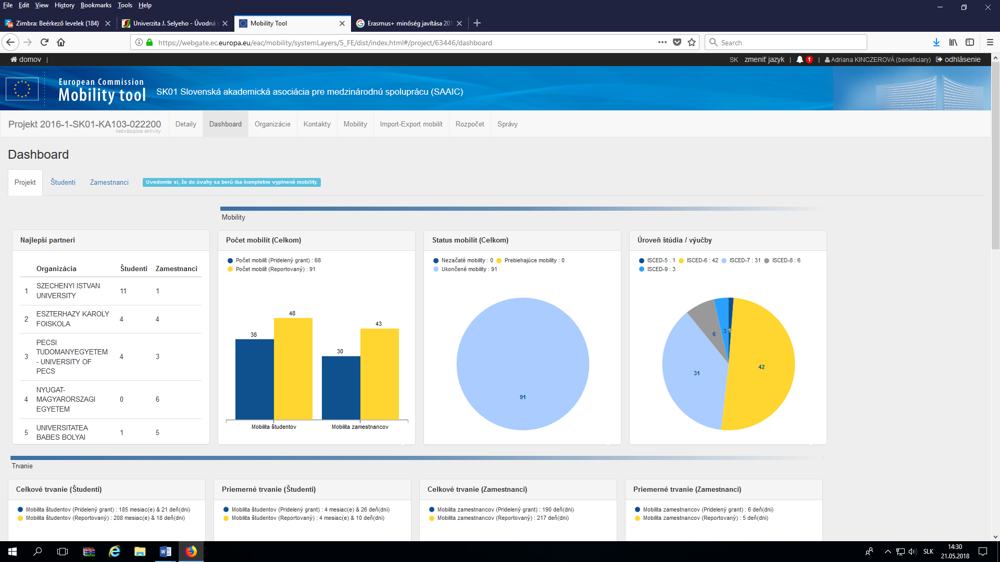 File Edit View History Bookmarks Tools Help
Zimbra: Beérkező levelek (184)
Univerzita J. Selyeho - Úvodná
Mobility Tool
Erasmus+ minőség javítása 201
https://webgate.ec.europa.eu/eac/mobility/systemLayers/5_FE/dist/index.html#/project/63446/dashboard
Search
domov |
SK zmeniť jazyk | 1 | Adriana KINCZEROVÁ (beneficiary) odhlásenie
European Commission
Mobility tool
SK01 Slovenská akademická asociácia pre medzinárodnú spoluprácu (SAAIC)
Projekt 2016-1-SK01-KA103-022200
nadväzujúce aktivity
Detaily Dashboard Organizácie Kontakty Mobility Import-Export mobilít Rozpočet Správy
Dashboard
Projekt Študenti Zamestnanci Uvedomte si, že do úvahy sa berú iba kompletne vyplnené mobility.
Mobility
Najlepší partneri
Organizácia Študenti Zamestnanci
1 SZECHENYI ISTVAN UNIVERSITY 11 1
2 ESZTERHAZY KAROLY FOISKOLA 4 4
3 PECSI TUDOMANYEGYETEM - UNIVERSITY OF PECS 4 3
4 NYUGAT-MAGYARORSZAGI EGYETEM 0 6
5 UNIVERSITATEA BABES BOLYAI 1 5
Počet mobilít (Celkom)
Počet mobilít (Pridelený grant) : 68
Počet mobilít (Reportovaný) : 91
38 48 30 43
Mobilita študentov Mobilita zamestnancov
Status mobilít (Celkom)
Nezačaté mobility : 0 Prebiehajúce mobility : 0
Ukončené mobility : 91
91
Úroveň štúdia / výučby
ISCED-5 : 1 ISCED-6 : 42 ISCED-7 : 31 ISCED-8 : 6
ISCED-9 : 3
6 3 1
31 42
Trvanie
Celkové trvanie (Študenti)
Mobilita študentov (Pridelený grant) : 185 mesiac(e) & 21 deň(dni)
Mobilita študentov (Reportovaný) : 208 mesiac(e) & 18 deň(dni)
Priemerné trvanie (Študenti)
Mobilita študentov (Pridelený grant) : 4 mesiac(e) & 26 deň(dni)
Mobilita študentov (Reportovaný) : 4 mesiac(e) & 10 deň(dni)
Celkové trvanie (Zamestnanci)
Mobilita zamestnancov (Pridelený grant) : 190 deň(dni)
Mobilita zamestnancov (Reportovaný) : 217 deň(dni)
Priemerné trvanie (Zamestnanci)
Mobilita zamestnancov (Pridelený grant) : 6 deň(dni)
Mobilita zamestnancov (Reportovaný) : 5 deň(dni)
SLK
14:30
21.05.2018